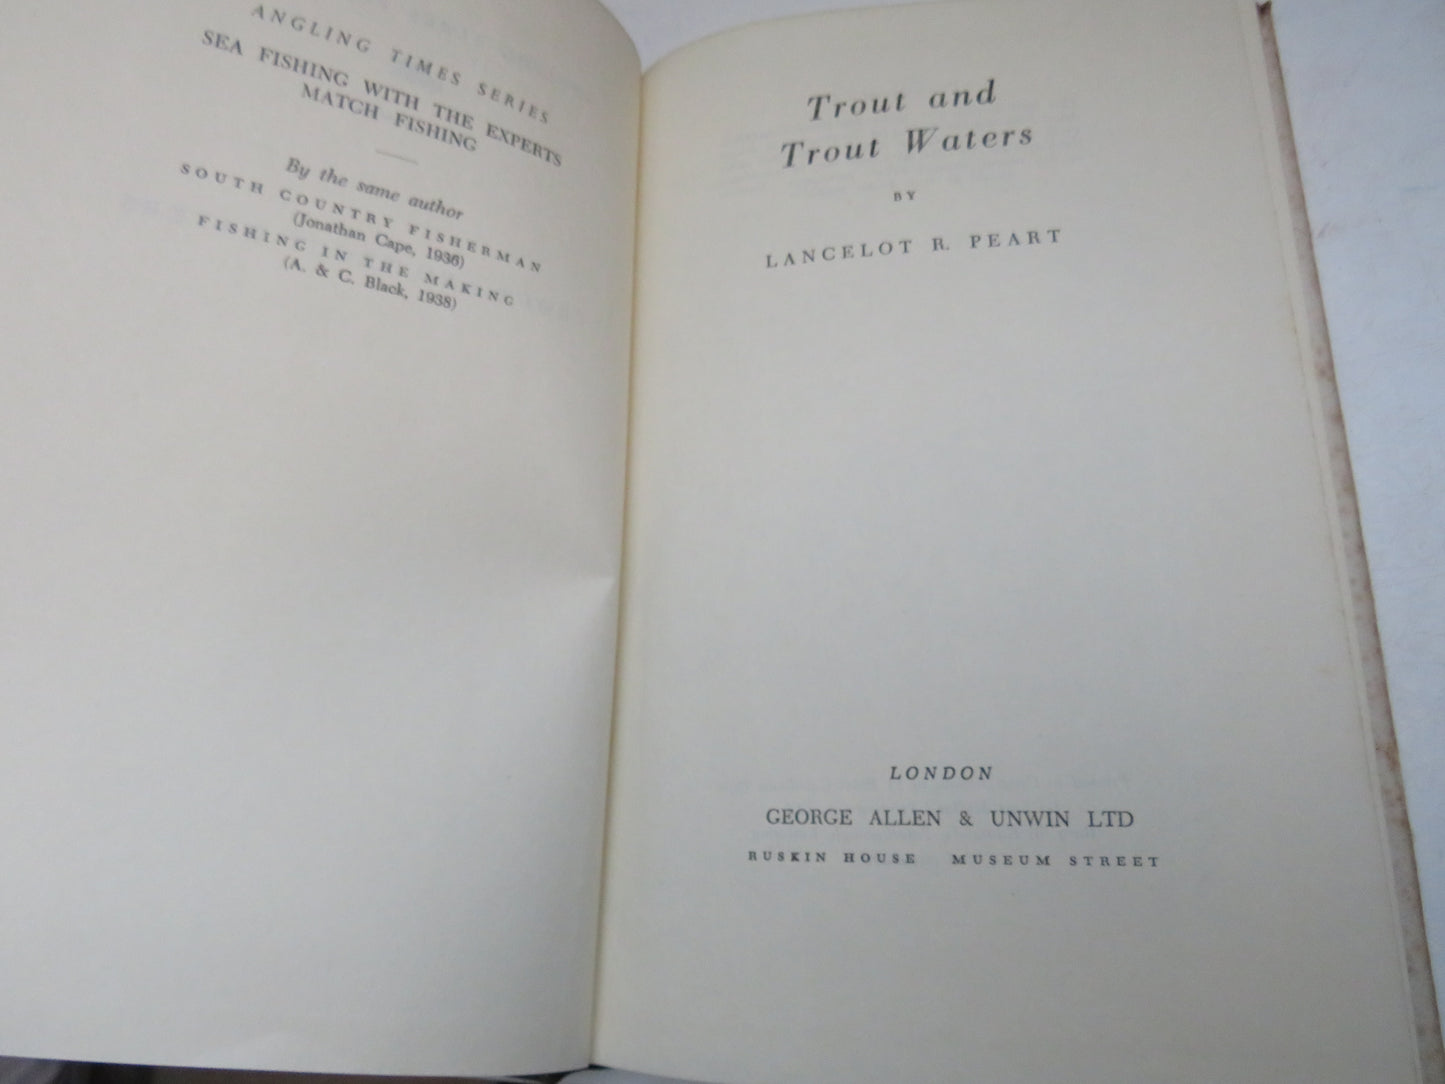 ANGLING TIMES SERIES
SEA FISHING WITH THE EXPERTS
MATCH FISHING
By the same author
SOUTH COUNTRY FISHERMAN
(Jonathan Cape, 1936)
FISHING IN THE MAKING
(A. & C. Black, 1938)
Trout and
Trout Waters
BY
LANCELOT R. PEART
LONDON
GEORGE ALLEN & UNWIN LTD
RUSKIN HOUSE MUSEUM STREET